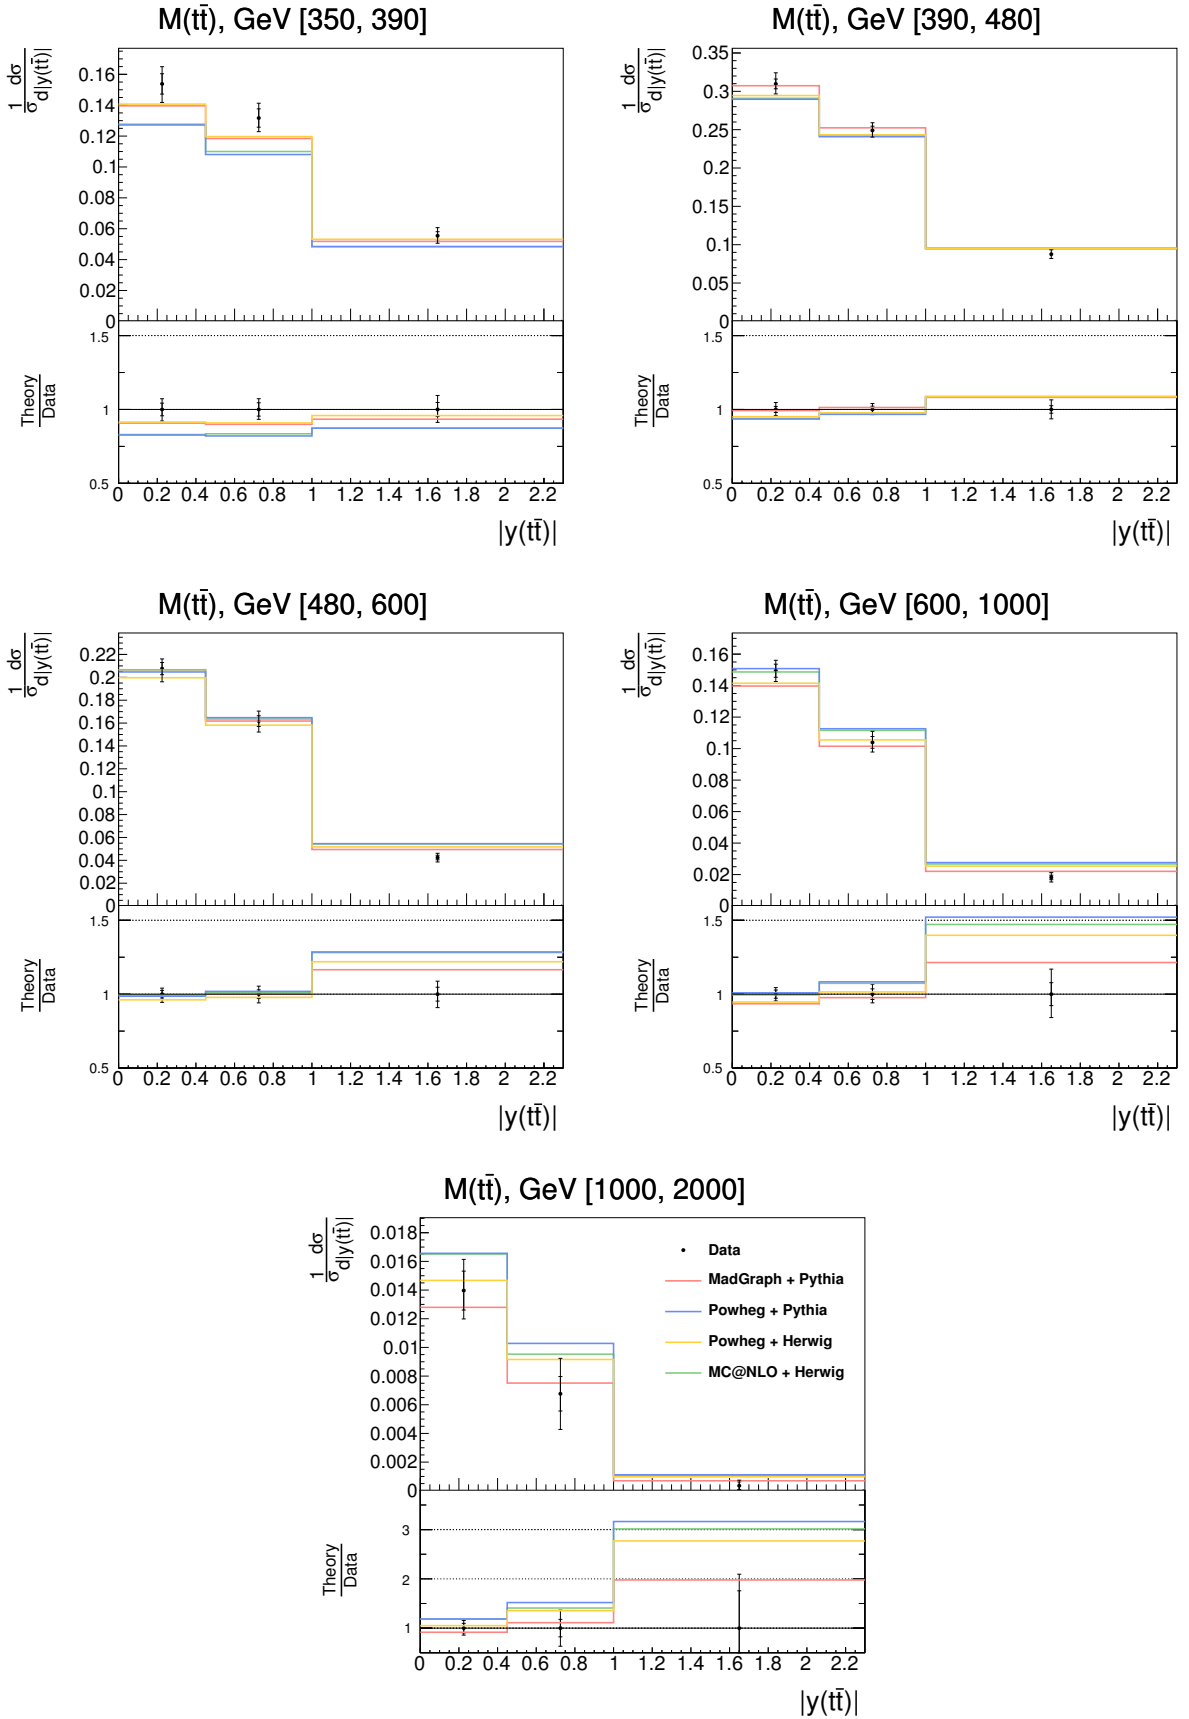 M(tt̄), GeV [350, 390]
1/σ dσ/d|y(tt̄)|
0.16
0.14
0.12
0.1
0.08
0.06
0.04
0.02
0
Theory/Data
1.5
1
0.5
0 0.2 0.4 0.6 0.8 1 1.2 1.4 1.6 1.8 2 2.2
|y(tt̄)|
M(tt̄), GeV [390, 480]
1/σ dσ/d|y(tt̄)|
0.35
0.3
0.25
0.2
0.15
0.1
0.05
0
Theory/Data
1.5
1
0.5
0 0.2 0.4 0.6 0.8 1 1.2 1.4 1.6 1.8 2 2.2
|y(tt̄)|
M(tt̄), GeV [480, 600]
1/σ dσ/d|y(tt̄)|
0.22
0.2
0.18
0.16
0.14
0.12
0.1
0.08
0.06
0.04
0.02
0
Theory/Data
1.5
1
0.5
0 0.2 0.4 0.6 0.8 1 1.2 1.4 1.6 1.8 2 2.2
|y(tt̄)|
M(tt̄), GeV [600, 1000]
1/σ dσ/d|y(tt̄)|
0.16
0.14
0.12
0.1
0.08
0.06
0.04
0.02
0
Theory/Data
1.5
1
0.5
0 0.2 0.4 0.6 0.8 1 1.2 1.4 1.6 1.8 2 2.2
|y(tt̄)|
M(tt̄), GeV [1000, 2000]
1/σ dσ/d|y(tt̄)|
0.018
0.016
0.014
0.012
0.01
0.008
0.006
0.004
0.002
0
Data
MadGraph + Pythia
Powheg + Pythia
Powheg + Herwig
MC@NLO + Herwig
Theory/Data
3
2
1
0 0.2 0.4 0.6 0.8 1 1.2 1.4 1.6 1.8 2 2.2
|y(tt̄)|